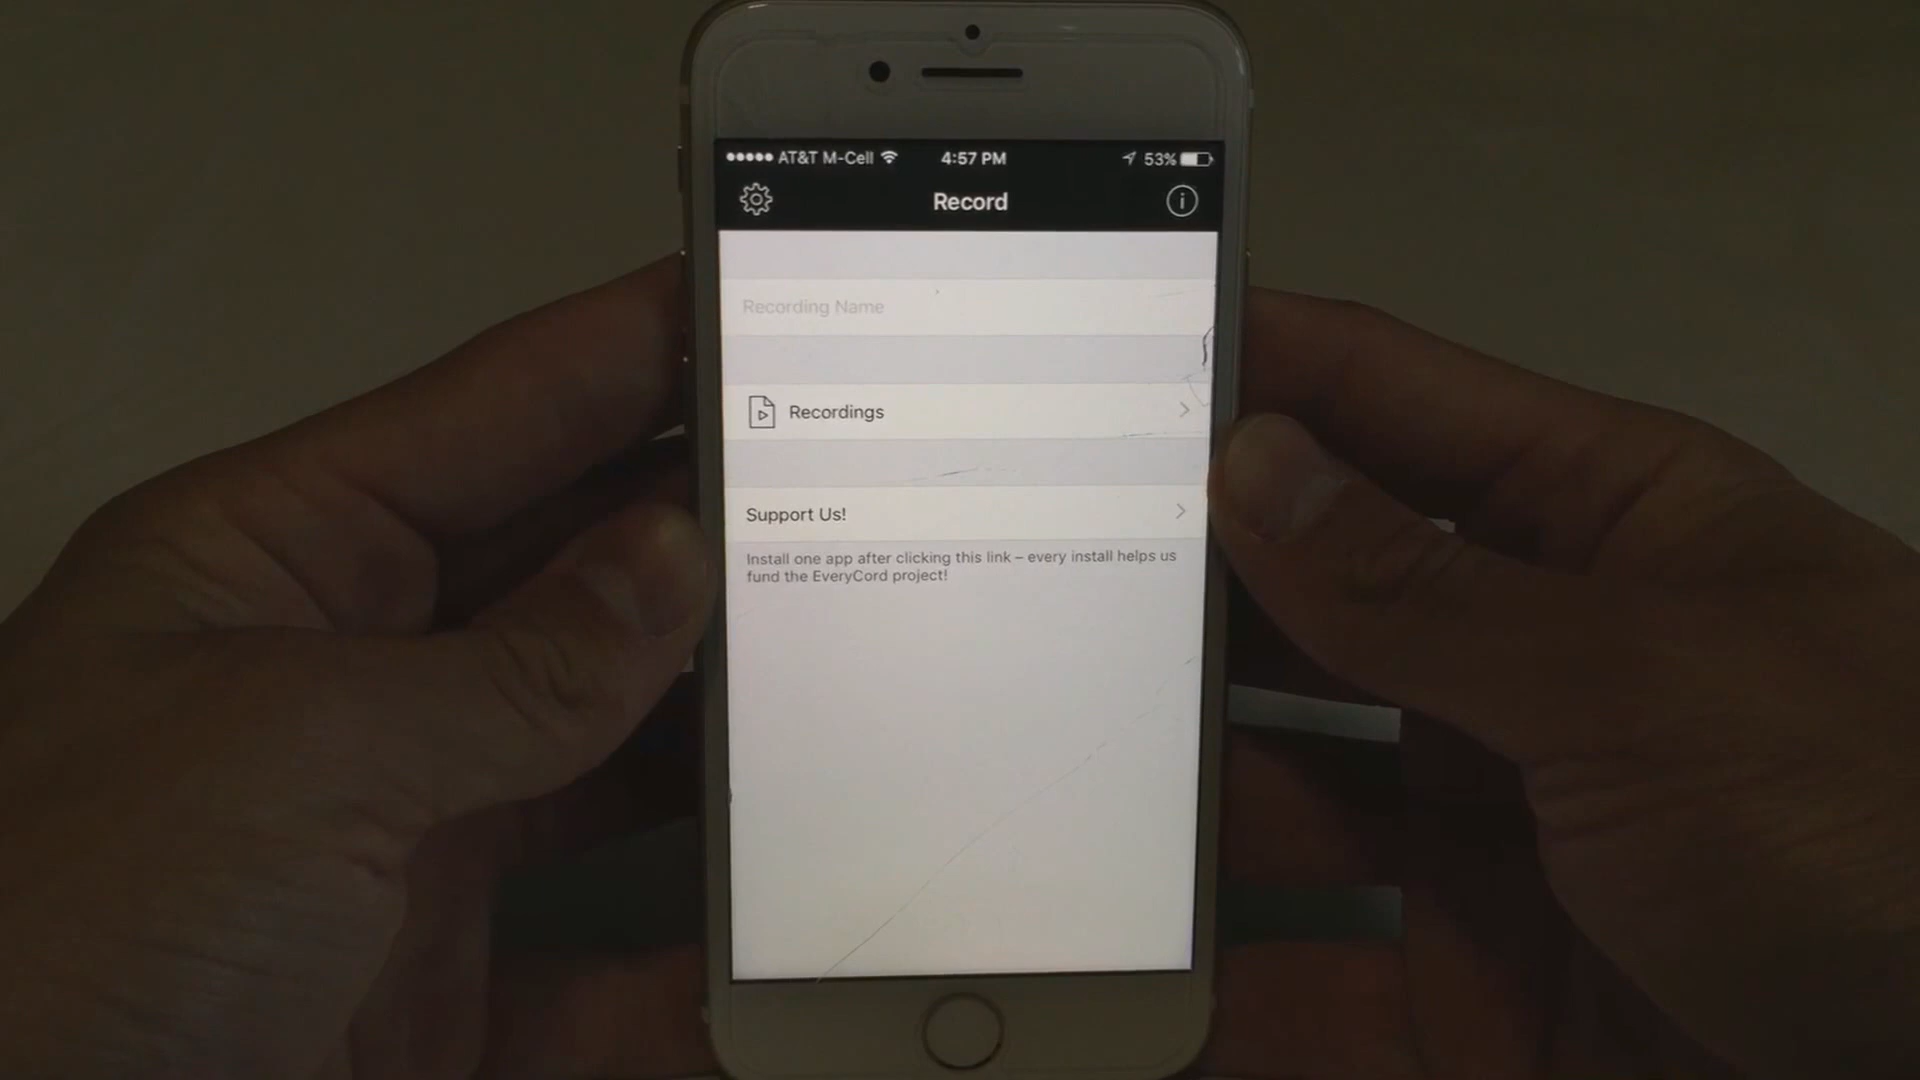 AT&T M-Cell 4:57 PM 53%
Record
Recording Name
Recordings
Support Us!
Install one app after clicking this link – every install helps us
fund the EveryCord project!